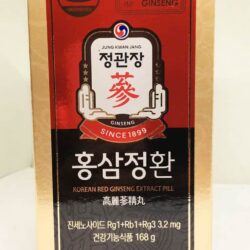 GINSENG
JUNG KWAN JANG
정관장
蔘
GINSENG
SINCE1899
홍삼정환
KOREAN RED GINSENG EXTRACT PILL
高麗蔘精丸
진세노사이드 Rg1+Rb1+Rg3 3.2 mg
건강기능식품 168 g